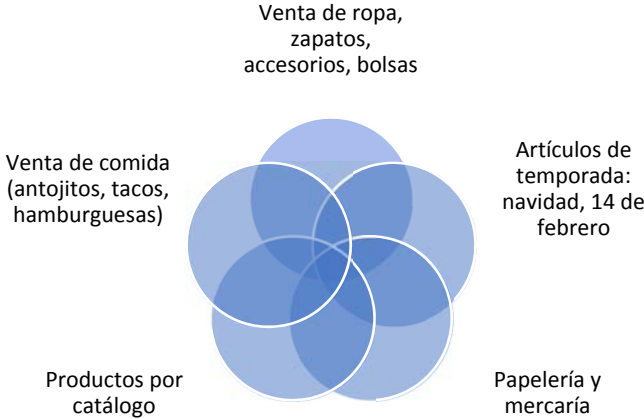 Venta de ropa,
zapatos,
accesorios, bolsas
Venta de comida
(antojitos, tacos,
hamburguesas)
Artículos de
temporada:
navidad, 14 de
febrero
Productos por
catálogo
Papelería y
mercaría